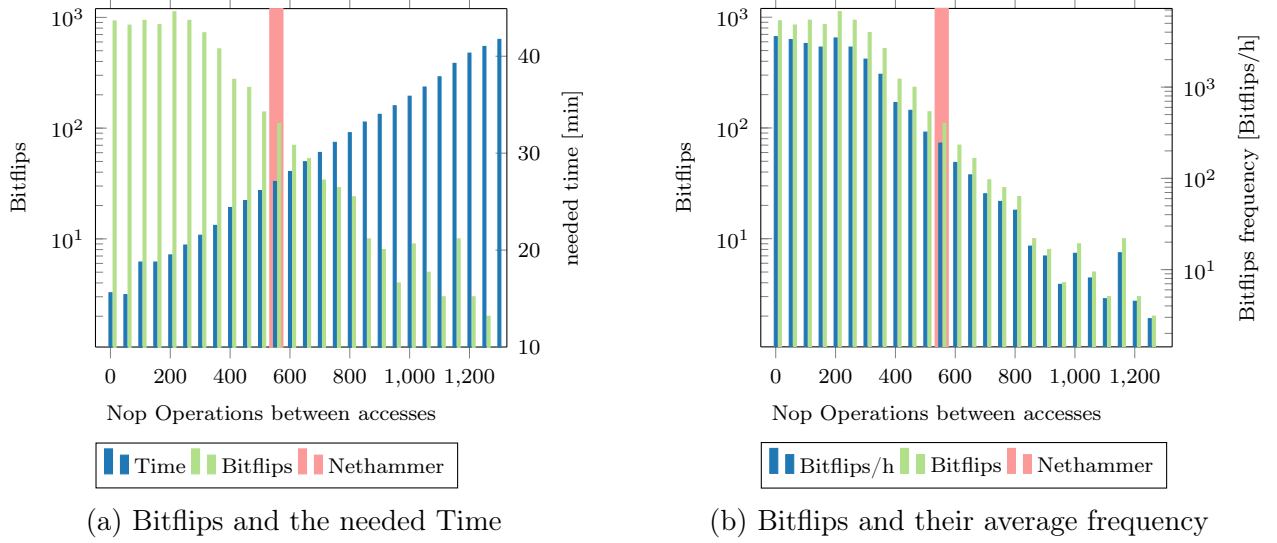 10³
10²
10¹
Bitflips
40
30
20
10
needed time [min]
0 200 400 600 800 1,000 1,200
Nop Operations between accesses
Time Bitflips Nethammer
(a) Bitflips and the needed Time
10³
10²
10¹
Bitflips
10³
10²
10¹
Bitflips frequency [Bitflips/h]
0 200 400 600 800 1,000 1,200
Nop Operations between accesses
Bitflips/h Bitflips Nethammer
(b) Bitflips and their average frequency